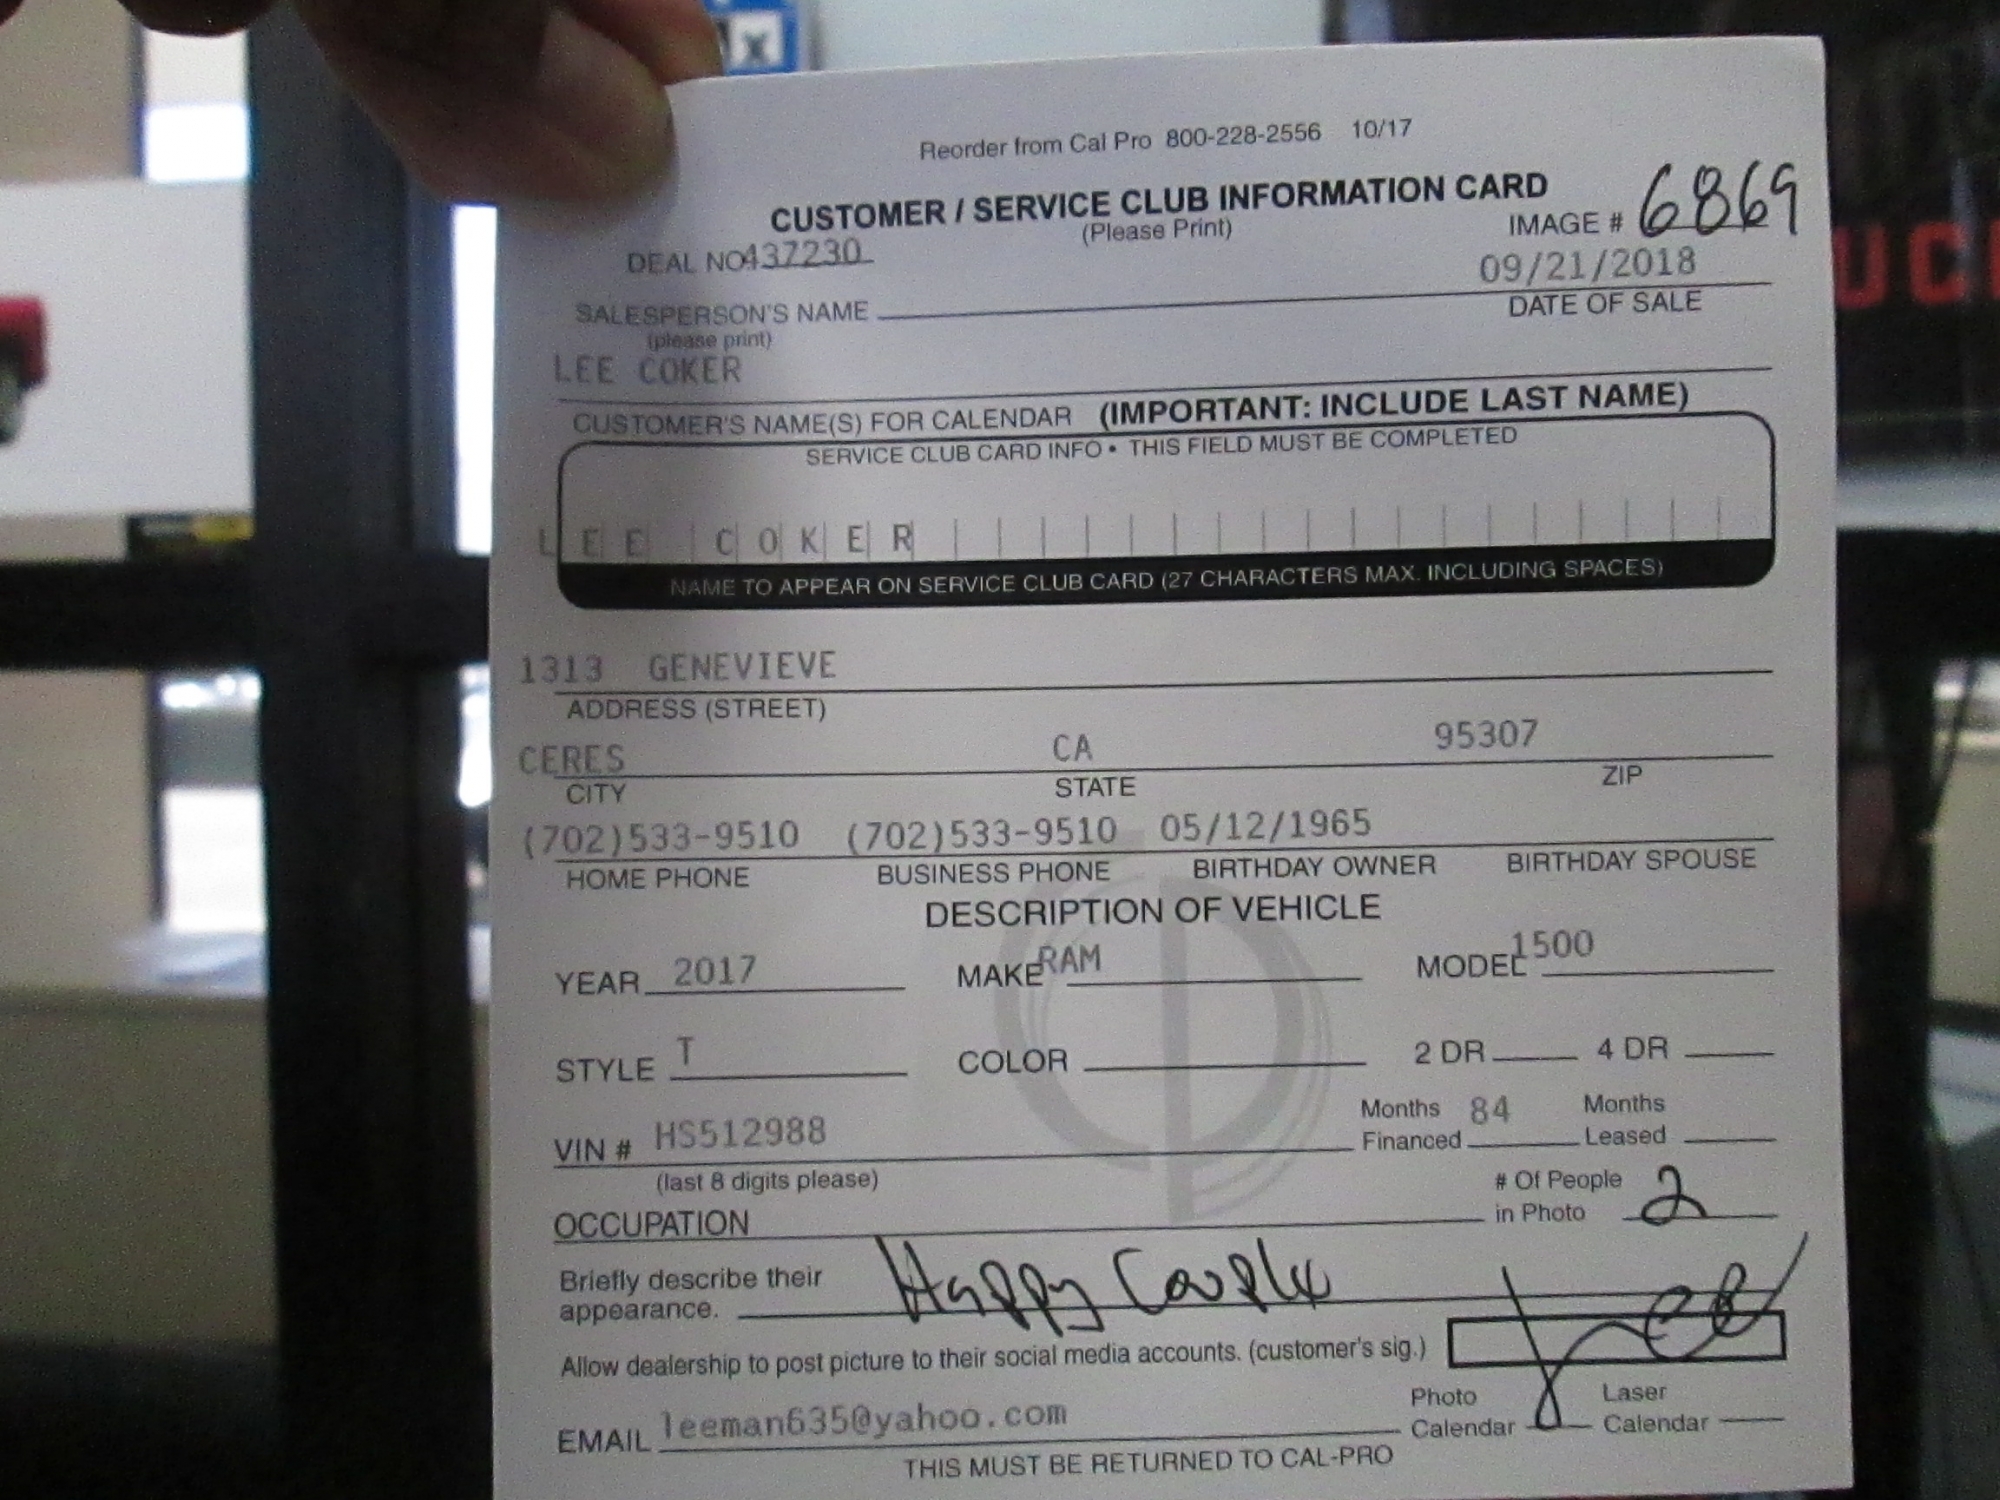 Reorder from Cal Pro 800-228-2556 10/17
CUSTOMER / SERVICE CLUB INFORMATION CARD
(Please Print)
IMAGE # 6869
DEAL NO 437230
09/21/2018
SALESPERSON'S NAME
DATE OF SALE
(please print)
LEE COKER
CUSTOMER'S NAME(S) FOR CALENDAR (IMPORTANT: INCLUDE LAST NAME)
SERVICE CLUB CARD INFO • THIS FIELD MUST BE COMPLETED
LEE COKER
NAME TO APPEAR ON SERVICE CLUB CARD (27 CHARACTERS MAX. INCLUDING SPACES)
1313 GENEVIEVE
ADDRESS (STREET)
CERES CA 95307
CITY STATE ZIP
(702)533-9510 (702)533-9510 05/12/1965
HOME PHONE BUSINESS PHONE BIRTHDAY OWNER BIRTHDAY SPOUSE
DESCRIPTION OF VEHICLE
YEAR 2017 MAKE RAM MODEL 1500
STYLE T COLOR 2 DR 4 DR
VIN # HS512988
(last 8 digits please)
Months Financed 84 Months Leased
OCCUPATION
# Of People in Photo 2
Briefly describe their appearance. Happy Couple
Allow dealership to post picture to their social media accounts. (customer's sig.)
EMAIL leeman635@yahoo.com
Photo Calendar Laser Calendar
THIS MUST BE RETURNED TO CAL-PRO